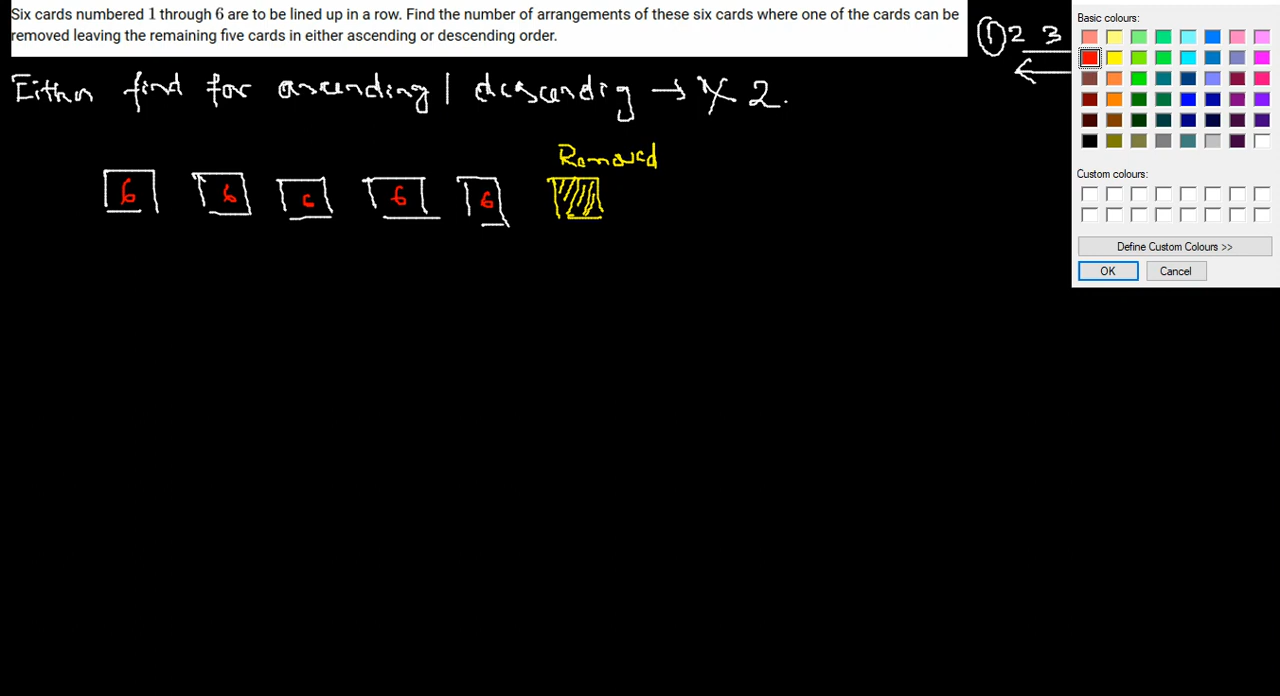 Six cards numbered 1 through 6 are to be lined up in a row. Find the number of arrangements of these six cards where one of the cards can be
removed leaving the remaining five cards in either ascending or descending order.
1 2 3
Either find for ascending / descending → × 2.
Removed
6 6 6 6 6
Basic colours:
Custom colours:
Define Custom Colours >>
OK Cancel